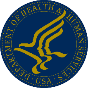 DEPARTMENT OF HEALTH & HUMAN SERVICES • USA